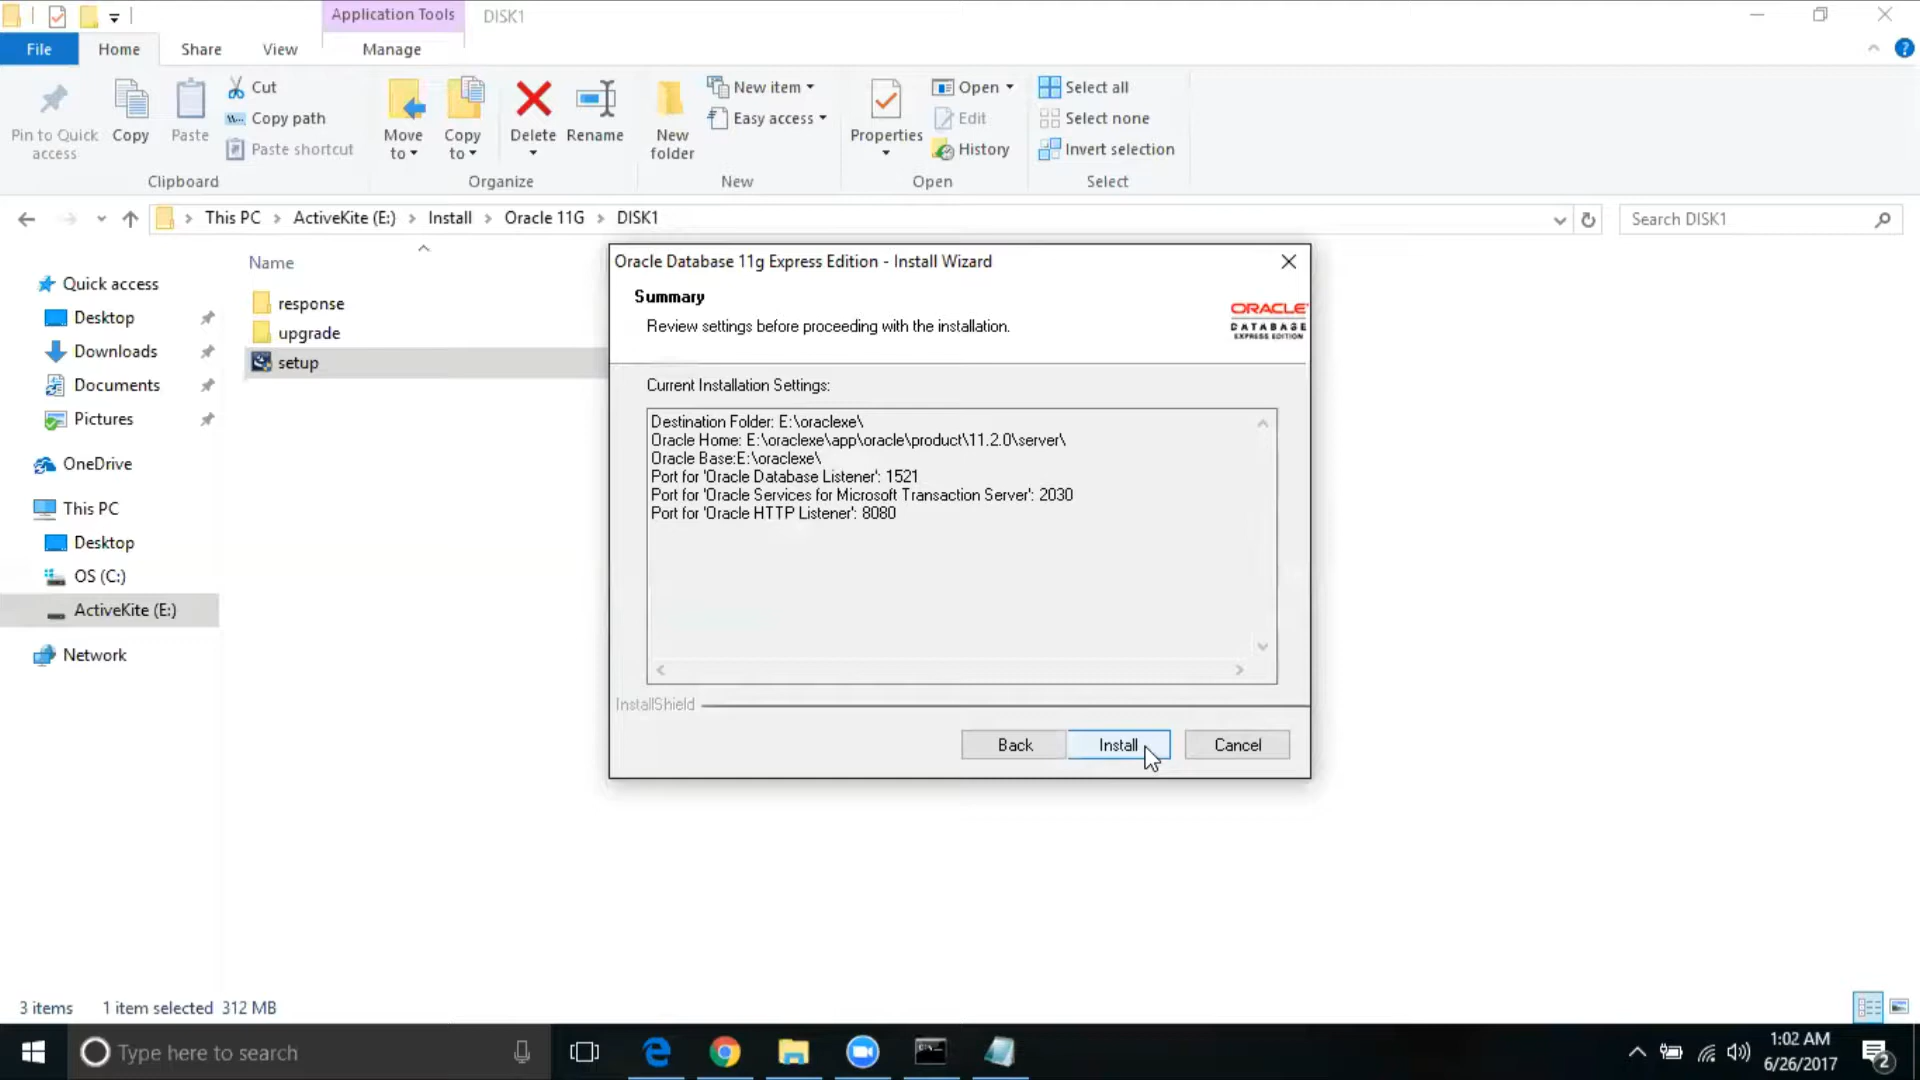 Application Tools
DISK1
File
Home
Share
View
Manage
Pin to Quick access
Copy
Paste
Cut
Copy path
Paste shortcut
Clipboard
Move to
Copy to
Delete
Rename
Organize
New folder
New item
Easy access
New
Properties
Open
Edit
History
Open
Select all
Select none
Invert selection
Select
This PC
ActiveKite (E:)
Install
Oracle 11G
DISK1
Search DISK1
Quick access
Desktop
Downloads
Documents
Pictures
OneDrive
This PC
Desktop
OS (C:)
ActiveKite (E:)
Network
Name
response
upgrade
setup
Oracle Database 11g Express Edition - Install Wizard
Summary
Review settings before proceeding with the installation.
ORACLE
DATABASE
EXPRESS EDITION
Current Installation Settings:
Destination Folder: E:\oraclexe\
Oracle Home: E:\oraclexe\app\oracle\product\11.2.0\server\
Oracle Base:E:\oraclexe\
Port for 'Oracle Database Listener': 1521
Port for 'Oracle Services for Microsoft Transaction Server': 2030
Port for 'Oracle HTTP Listener': 8080
InstallShield
Back
Install
Cancel
3 items
1 item selected 312 MB
Type here to search
1:02 AM
6/26/2017
2